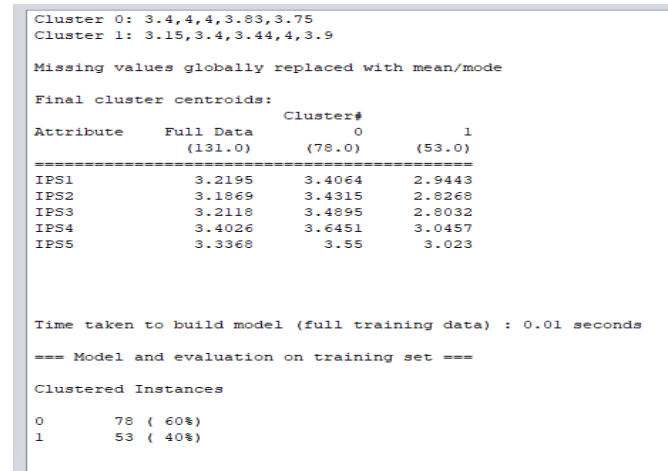 Cluster 0: 3.4,4,4,3.83,3.75
Cluster 1: 3.15,3.4,3.44,4,3.9
Missing values globally replaced with mean/mode
Final cluster centroids:
Cluster#
Attribute Full Data 0 1
(131.0) (78.0) (53.0)
================================================
IPS1 3.2195 3.4064 2.9443
IPS2 3.1869 3.4315 2.8268
IPS3 3.2118 3.4895 2.8032
IPS4 3.4026 3.6451 3.0457
IPS5 3.3368 3.55 3.023
Time taken to build model (full training data) : 0.01 seconds
=== Model and evaluation on training set ===
Clustered Instances
0 78 ( 60%)
1 53 ( 40%)